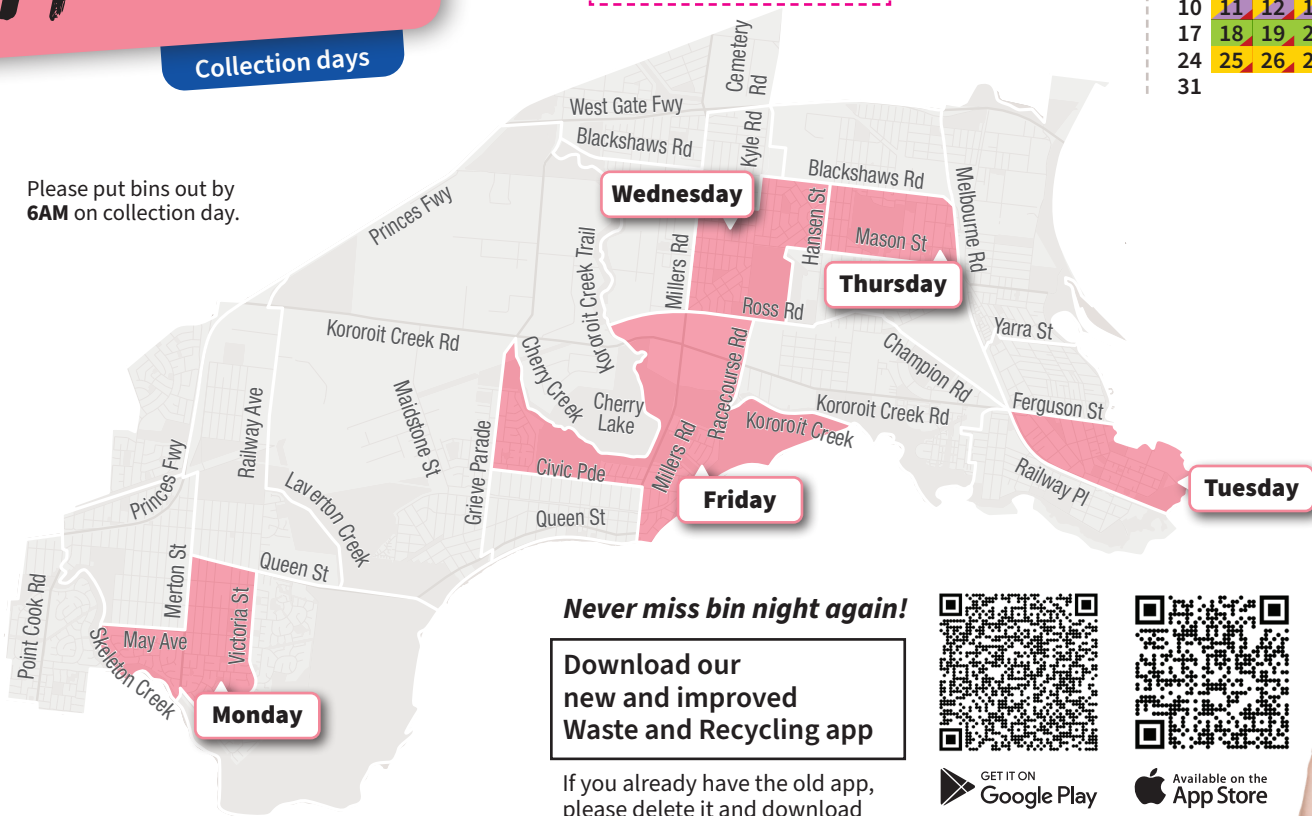 Collection days
10 11 12
17 18 19
24 25 26
31
Please put bins out by
6AM on collection day.
Cemetery
Rd
West Gate Fwy
Blackshaws Rd
Kyle Rd
Blackshaws Rd
Wednesday
Princes Fwy
Melbourne Rd
Hansen St
Mason St
Kororoit Creek Trail
Millers Rd
Thursday
Ross Rd
Kororoit Creek Rd
Yarra St
Champion Rd
Cherry Creek
Racecourse Rd
Maidstone St
Cherry
Lake
Kororoit Creek Rd
Ferguson St
Railway Ave
Kororoit Creek
Grieve Parade
Civic Pde
Millers Rd
Railway Pl
Princes Fwy
Laverton Creek
Friday
Tuesday
Queen St
Merton St
Queen St
Point Cook Rd
Victoria St
May Ave
Skeleton Creek
Monday
Never miss bin night again!
Download our
new and improved
Waste and Recycling app
If you already have the old app,
please delete it and download
GET IT ON
Google Play
Available on the
App Store